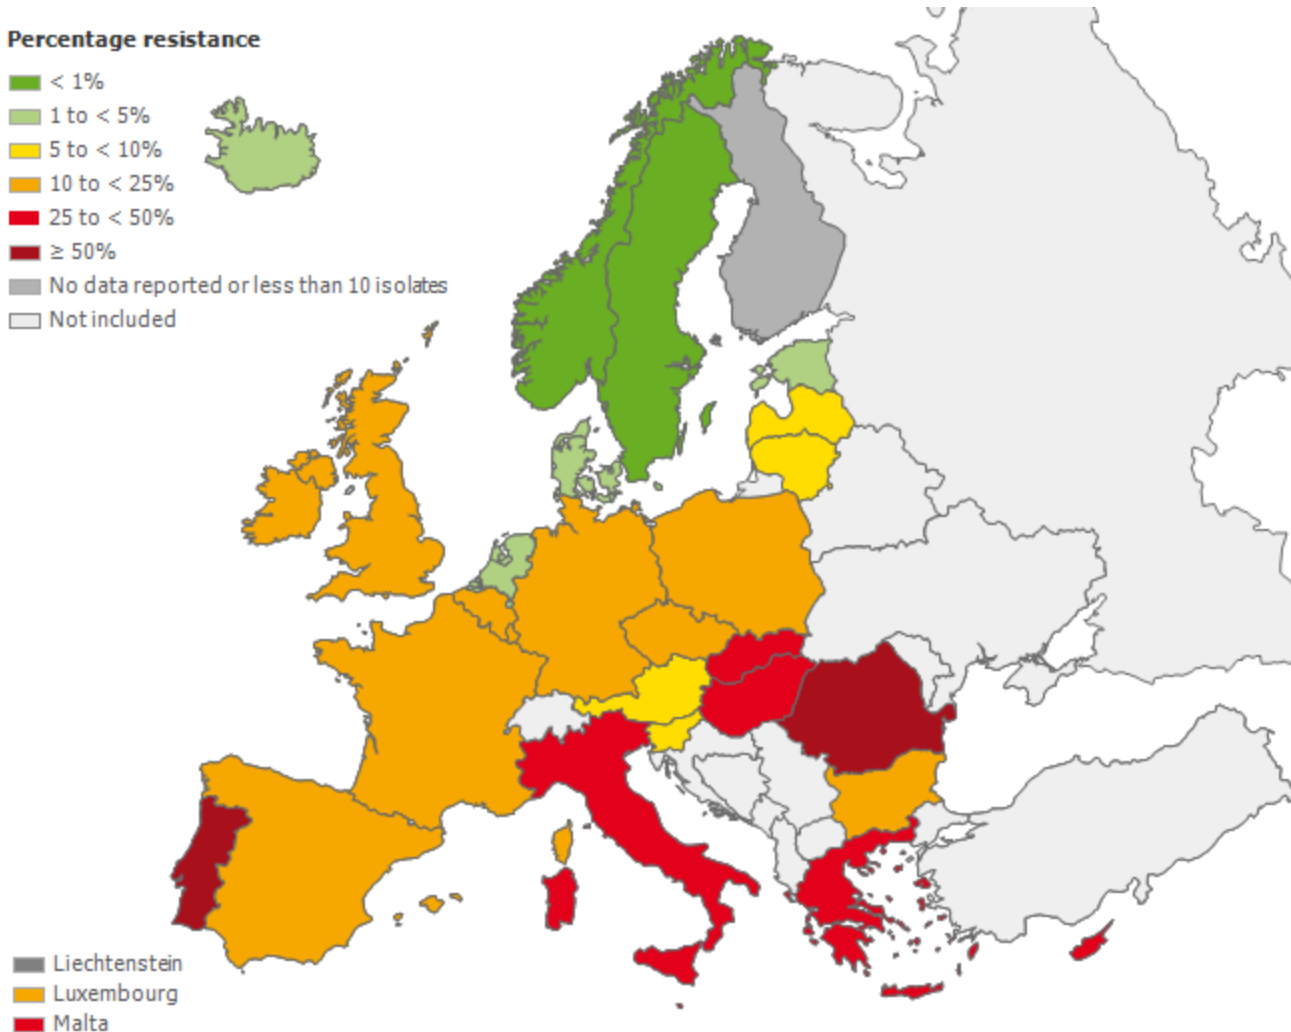 Percentage resistance
< 1%
1 to < 5%
5 to < 10%
10 to < 25%
25 to < 50%
≥ 50%
No data reported or less than 10 isolates
Not included
Liechtenstein
Luxembourg
Malta